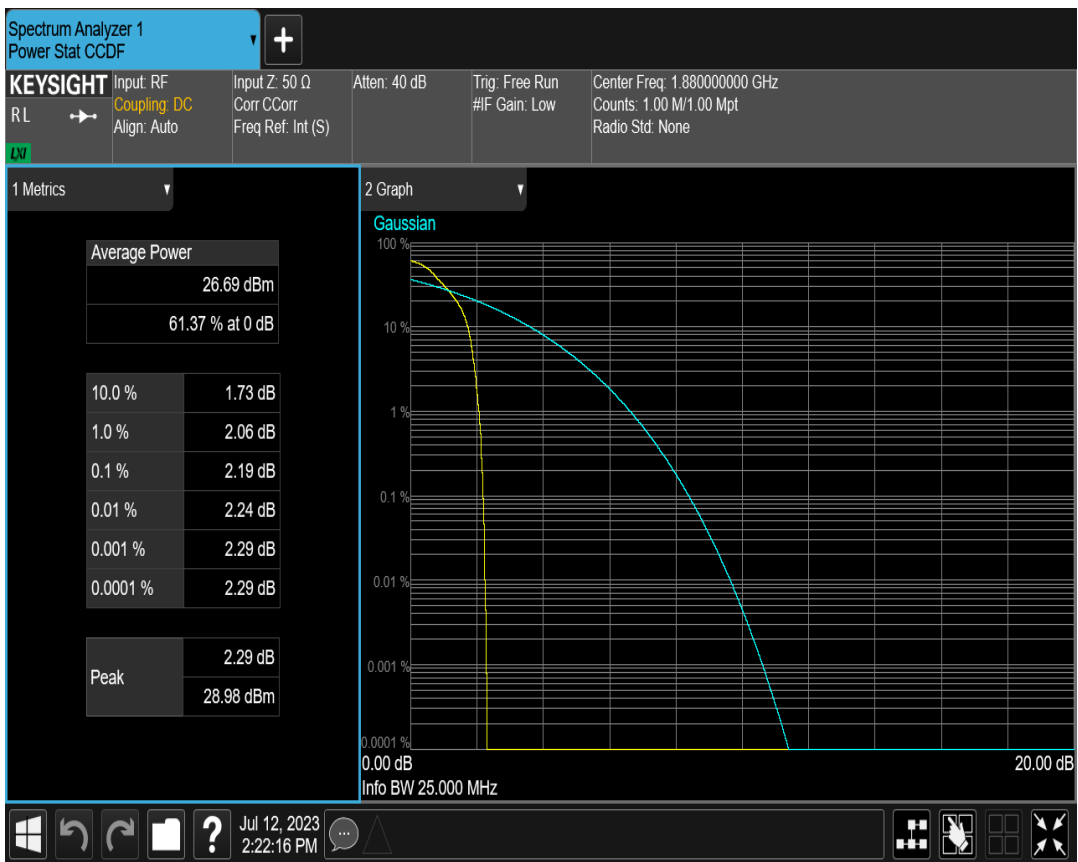 Spectrum Analyzer 1
Power Stat CCDF
KEYSIGHT
Input: RF
Coupling: DC
Align: Auto
Input Z: 50 Ω
Corr CCorr
Freq Ref: Int (S)
Atten: 40 dB
Trig: Free Run
#IF Gain: Low
Center Freq: 1.880000000 GHz
Counts: 1.00 M/1.00 Mpt
Radio Std: None
RL
LXI
1 Metrics
Average Power
26.69 dBm
61.37 % at 0 dB
10.0 % 1.73 dB
1.0 % 2.06 dB
0.1 % 2.19 dB
0.01 % 2.24 dB
0.001 % 2.29 dB
0.0001 % 2.29 dB
Peak
2.29 dB
28.98 dBm
2 Graph
Gaussian
100 %
10 %
1 %
0.1 %
0.01 %
0.001 %
0.0001 %
0.00 dB 20.00 dB
Info BW 25.000 MHz
Jul 12, 2023
2:22:16 PM